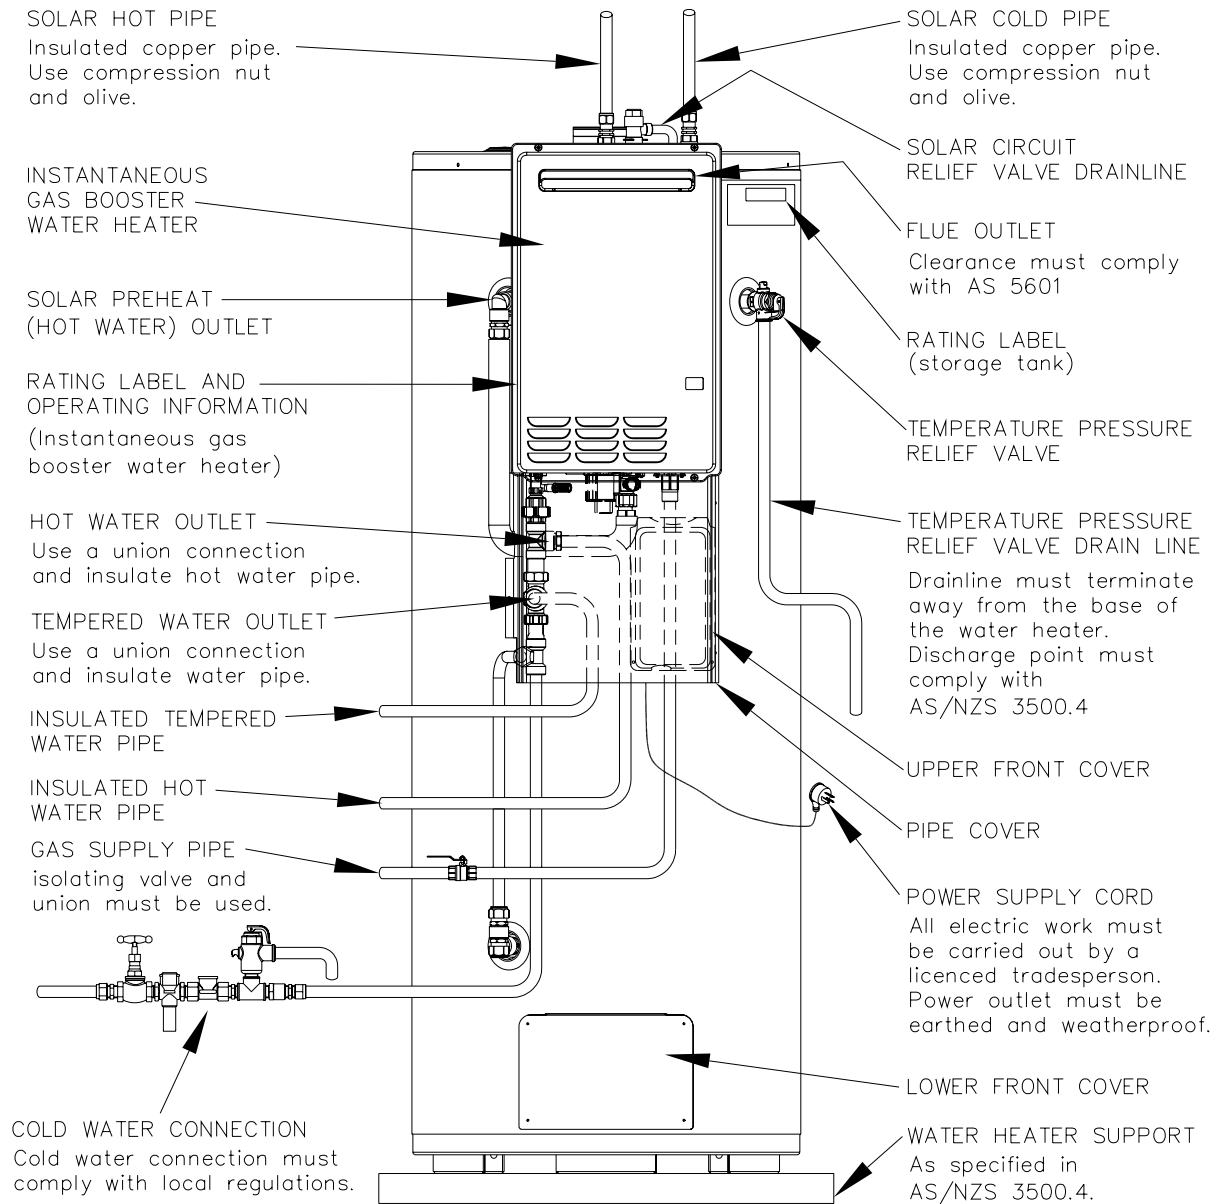 SOLAR HOT PIPE
Insulated copper pipe.
Use compression nut
and olive.
INSTANTANEOUS
GAS BOOSTER
WATER HEATER
SOLAR PREHEAT
(HOT WATER) OUTLET
RATING LABEL AND
OPERATING INFORMATION
(Instantaneous gas
booster water heater)
HOT WATER OUTLET
Use a union connection
and insulate hot water pipe.
TEMPERED WATER OUTLET
Use a union connection
and insulate water pipe.
INSULATED TEMPERED
WATER PIPE
INSULATED HOT
WATER PIPE
GAS SUPPLY PIPE
isolating valve and
union must be used.
COLD WATER CONNECTION
Cold water connection must
comply with local regulations.
SOLAR COLD PIPE
Insulated copper pipe.
Use compression nut
and olive.
SOLAR CIRCUIT
RELIEF VALVE DRAINLINE
FLUE OUTLET
Clearance must comply
with AS 5601
RATING LABEL
(storage tank)
TEMPERATURE PRESSURE
RELIEF VALVE
TEMPERATURE PRESSURE
RELIEF VALVE DRAIN LINE
Drainline must terminate
away from the base of
the water heater.
Discharge point must
comply with
AS/NZS 3500.4
UPPER FRONT COVER
PIPE COVER
POWER SUPPLY CORD
All electric work must
be carried out by a
licenced tradesperson.
Power outlet must be
earthed and weatherproof.
LOWER FRONT COVER
WATER HEATER SUPPORT
As specified in
AS/NZS 3500.4.